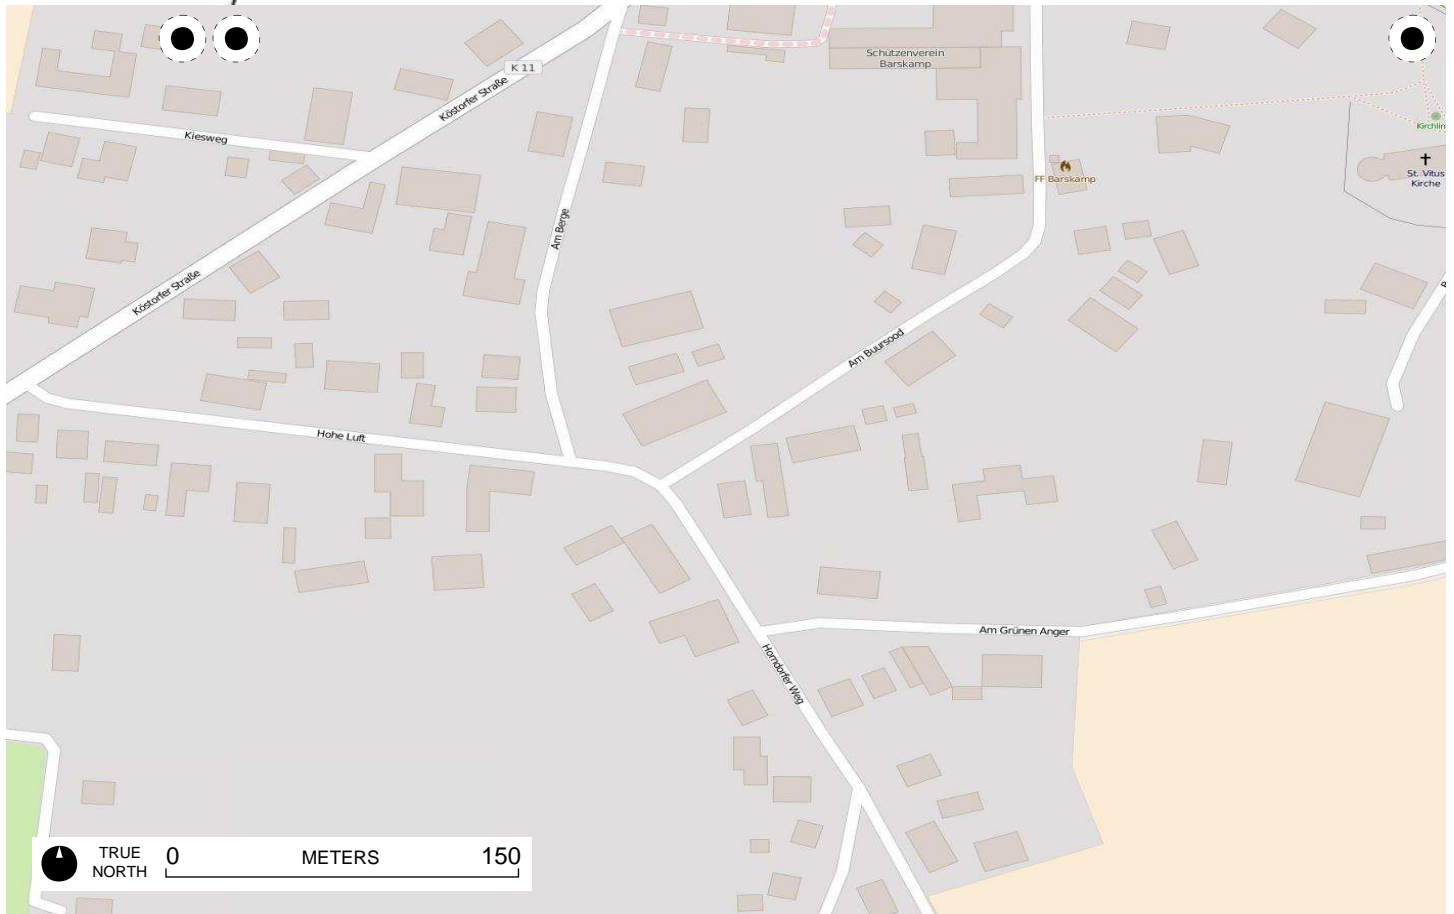 Schützenverein
Barskamp
K 11
Köstorfer Straße
Kirchlin
Kiesweg
St. Vitus
Kirche
FF Barskamp
Am Berge
Köstorfer Straße
Am Buursood
Hohe Luft
Am Grünen Anger
Horndorfer Weg
TRUE
NORTH
0 METERS 150